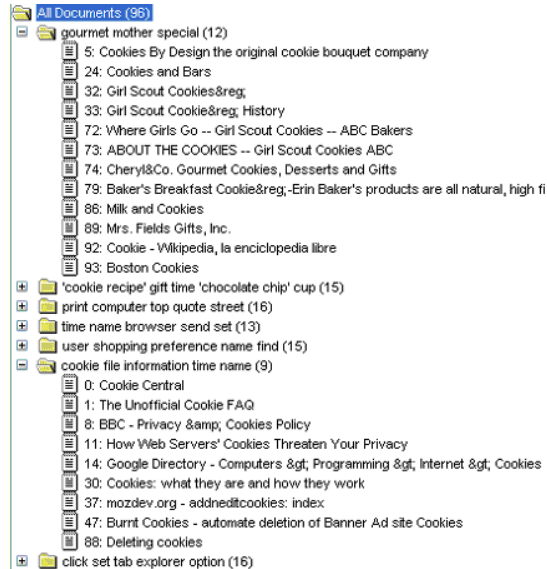 All Documents (96)
gourmet mother special (12)
5: Cookies By Design the original cookie bouquet company
24: Cookies and Bars
32: Girl Scout Cookies&reg;
33: Girl Scout Cookie&reg; History
72: Where Girls Go -- Girl Scout Cookies -- ABC Bakers
73: ABOUT THE COOKIES -- Girl Scout Cookies ABC
74: Cheryl&Co. Gourmet Cookies, Desserts and Gifts
79: Baker's Breakfast Cookie&reg;-Erin Baker's products are all natural, high fi
86: Milk and Cookies
89: Mrs. Fields Gifts, Inc.
92: Cookie - Wikipedia, la enciclopedia libre
93: Boston Cookies
'cookie recipe' gift time 'chocolate chip' cup (15)
print computer top quote street (16)
time name browser send set (13)
user shopping preference name find (15)
cookie file information time name (9)
0: Cookie Central
1: The Unofficial Cookie FAQ
8: BBC - Privacy &amp; Cookies Policy
11: How Web Servers' Cookies Threaten Your Privacy
14: Google Directory - Computers &gt; Programming &gt; Internet &gt; Cookies
30: Cookies: what they are and how they work
37: mozdev.org - addneditcookies: index
47: Burnt Cookies - automate deletion of Banner Ad site Cookies
88: Deleting cookies
click set tab explorer option (16)